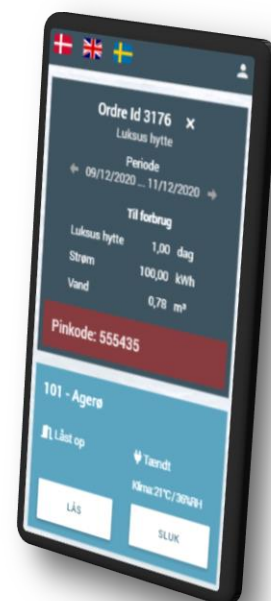 Ordre Id 3176 ×
Luksus hytte
Periode
← 09/12/2020 ... 11/12/2020 →
Til forbrug
Luksus hytte 1,00 dag
Strøm 100,00 kWh
Vand 0,78 m³
Pinkode: 555435
101 - Agerø
Låst op Tændt
Klima: 21°C / 36%RH
LÅS SLUK